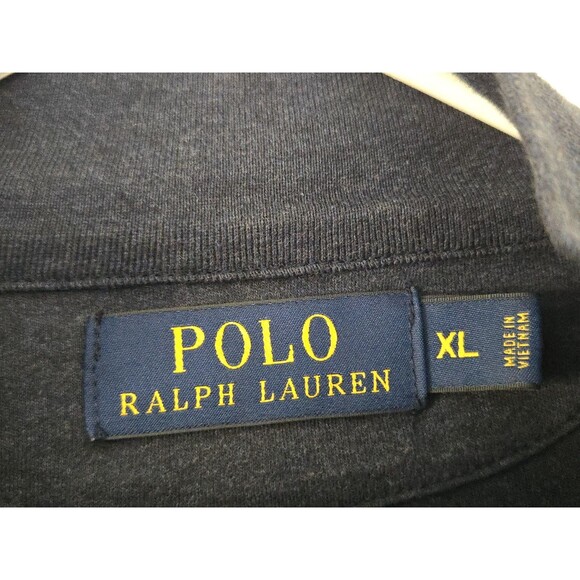 POLO
RALPH LAUREN
XL
MADE IN
VIETNAM